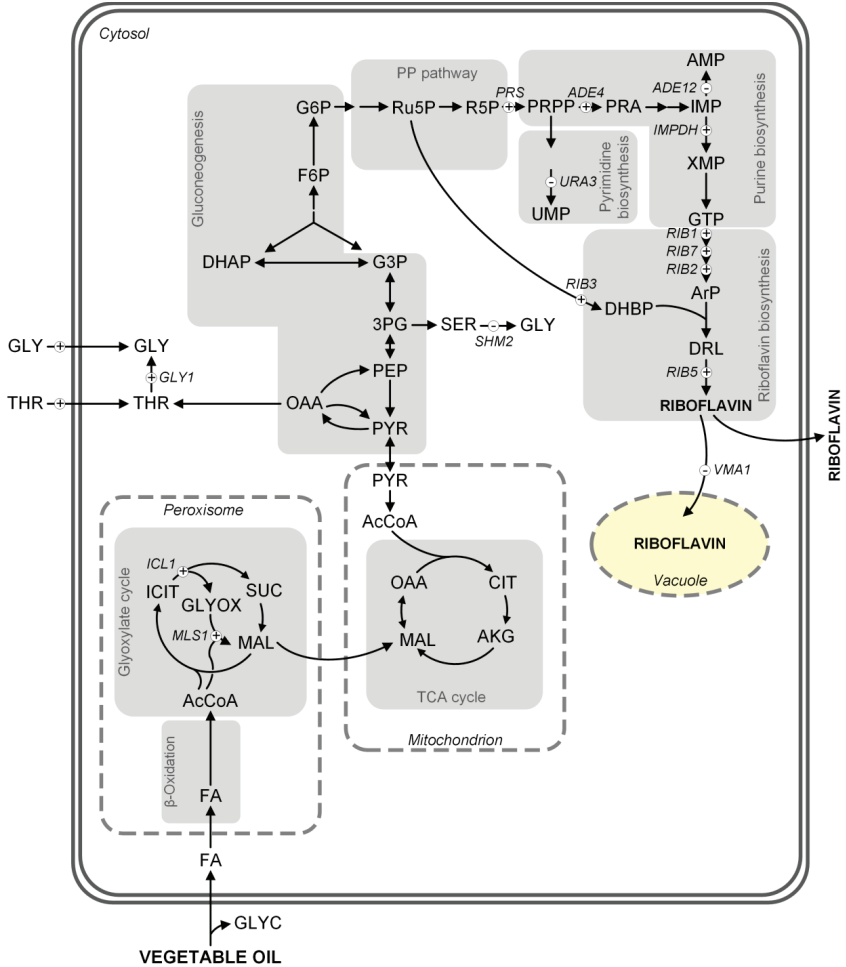 Cytosol
AMP
PP pathway
PRS
ADE4
ADE12
−
G6P
Ru5P
R5P
+
PRPP
+
PRA
IMP
IMPDH
+
Gluconeogenesis
Purine biosynthesis
Pyrimidine
biosynthesis
XMP
F6P
−
URA3
UMP
GTP
RIB1
+
RIB7
+
RIB2
+
DHAP
G3P
ArP
RIB3
+
DHBP
Riboflavin biosynthesis
3PG
SER
−
GLY
SHM2
GLY
+
GLY
DRL
PEP
RIB5
+
+
GLY1
THR
+
THR
OAA
RIBOFLAVIN
PYR
RIBOFLAVIN
PYR
−
VMA1
Peroxisome
AcCoA
RIBOFLAVIN
Vacuole
ICL1
+
ICIT
SUC
GLYOX
Glyoxylate cycle
MLS1
+
MAL
AcCoA
OAA
CIT
MAL
AKG
TCA cycle
Mitochondrion
β-Oxidation
FA
FA
GLYC
VEGETABLE OIL